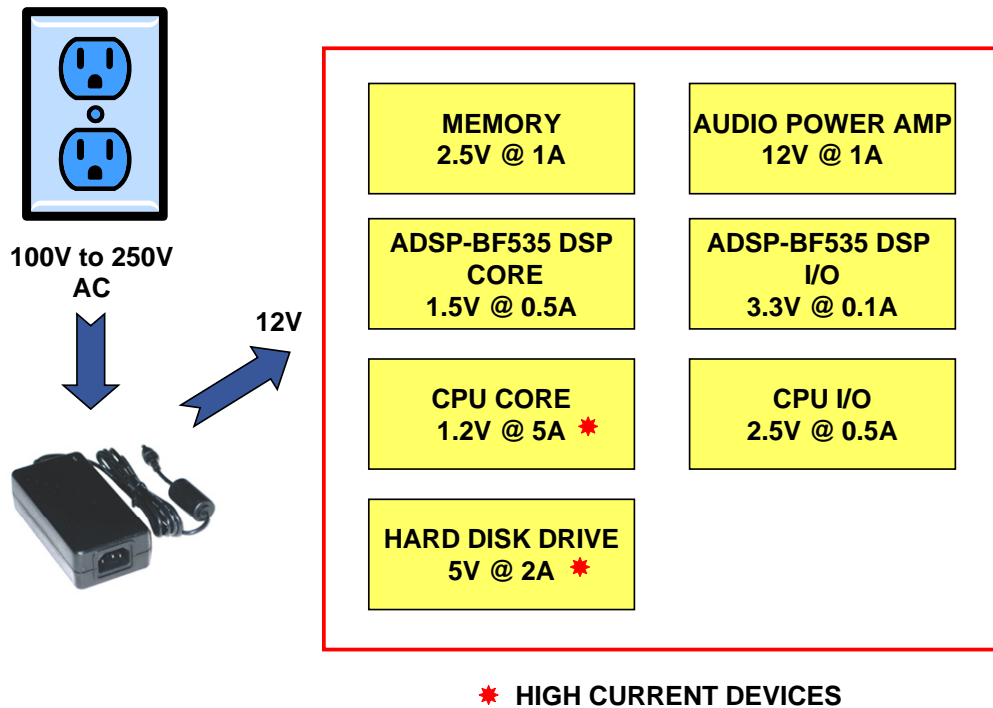 100V to 250V
AC
12V
MEMORY
2.5V @ 1A
AUDIO POWER AMP
12V @ 1A
ADSP-BF535 DSP
CORE
1.5V @ 0.5A
ADSP-BF535 DSP
I/O
3.3V @ 0.1A
CPU CORE
1.2V @ 5A
CPU I/O
2.5V @ 0.5A
HARD DISK DRIVE
5V @ 2A
HIGH CURRENT DEVICES